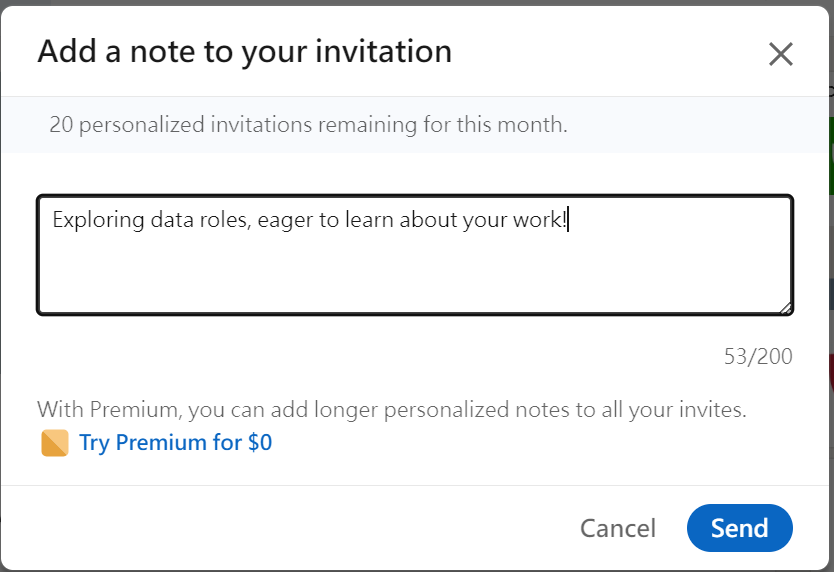 Add a note to your invitation
20 personalized invitations remaining for this month.
Exploring data roles, eager to learn about your work!
53/200
With Premium, you can add longer personalized notes to all your invites.
Try Premium for $0
Cancel
Send